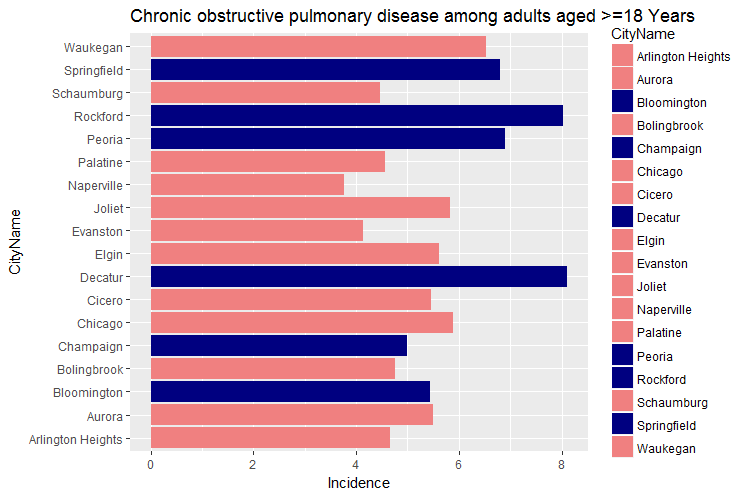 Chronic obstructive pulmonary disease among adults aged >=18 Years
CityName
Waukegan
Springfield
Schaumburg
Rockford
Peoria
Palatine
Naperville
Joliet
Evanston
Elgin
Decatur
Cicero
Chicago
Champaign
Bolingbrook
Bloomington
Aurora
Arlington Heights
0 2 4 6 8
Incidence
CityName
Arlington Heights
Aurora
Bloomington
Bolingbrook
Champaign
Chicago
Cicero
Decatur
Elgin
Evanston
Joliet
Naperville
Palatine
Peoria
Rockford
Schaumburg
Springfield
Waukegan